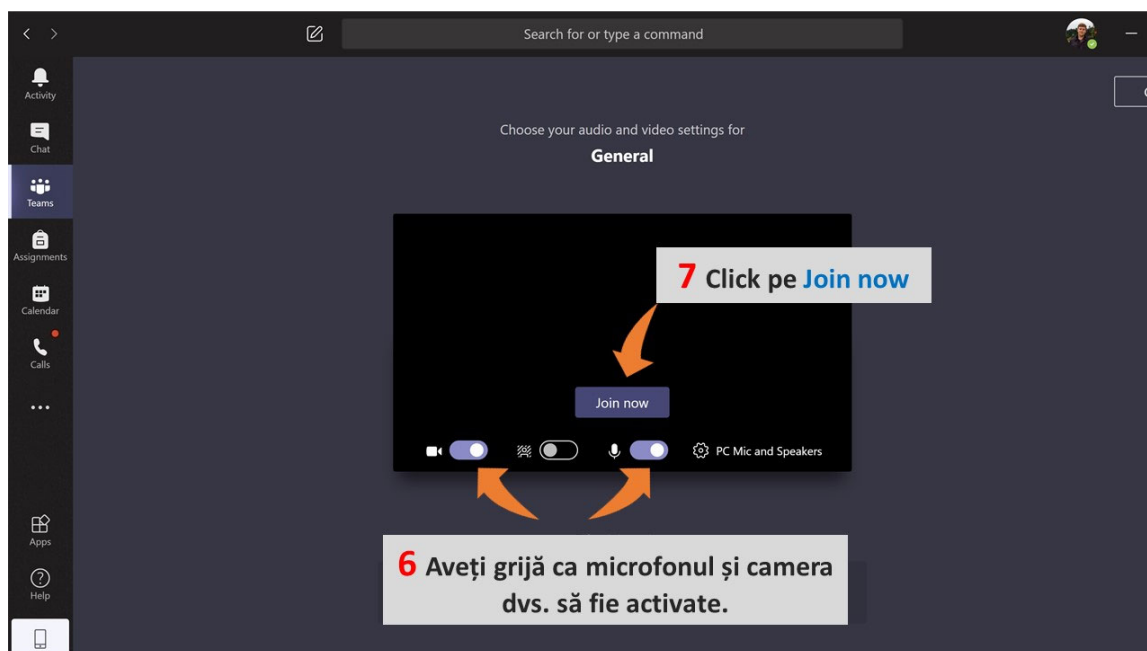 Search for or type a command
Activity
Chat
Teams
Assignments
Calendar
Calls
Apps
Help
Choose your audio and video settings for
General
7 Click pe Join now
Join now
PC Mic and Speakers
6 Aveți grijă ca microfonul și camera
dvs. să fie activate.